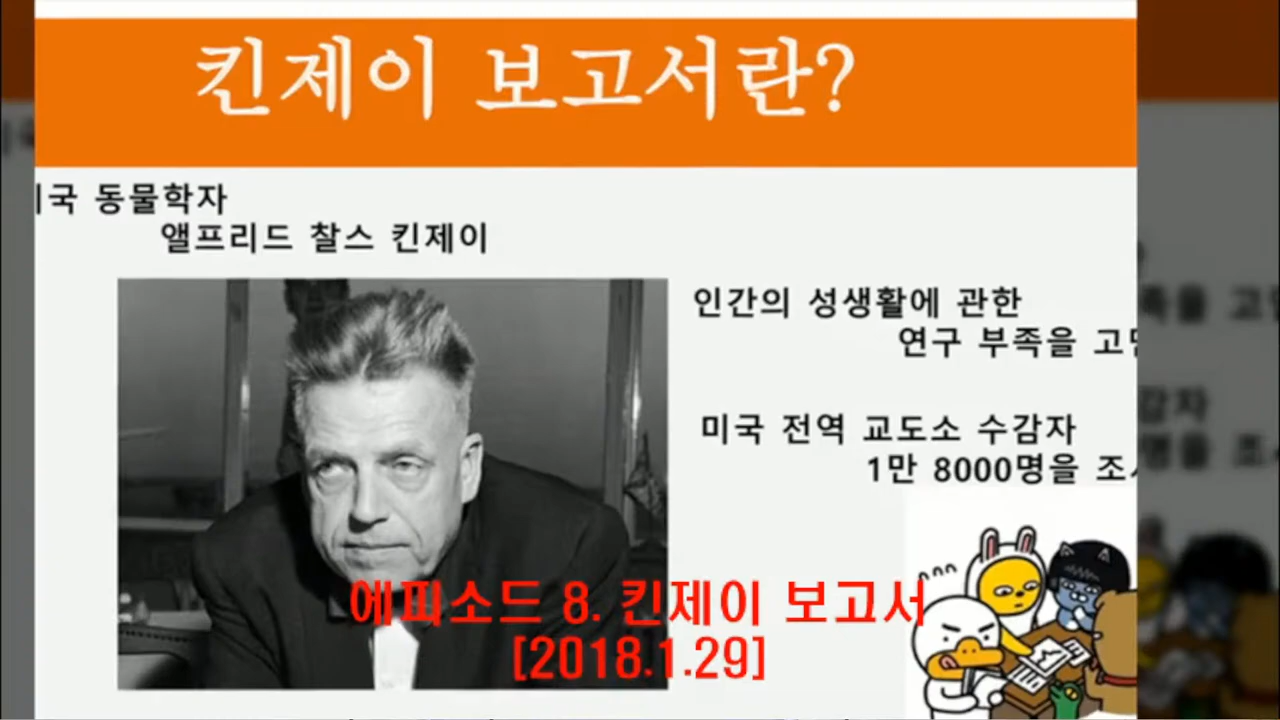 킨제이 보고서란?
국 동물학자
앨프리드 찰스 킨제이
인간의 성생활에 관한
연구 부족을
미국 전역 교도소 수감자
1만 8000명을
에피소드 8. 킨제이 보고서
[2018.1.29]